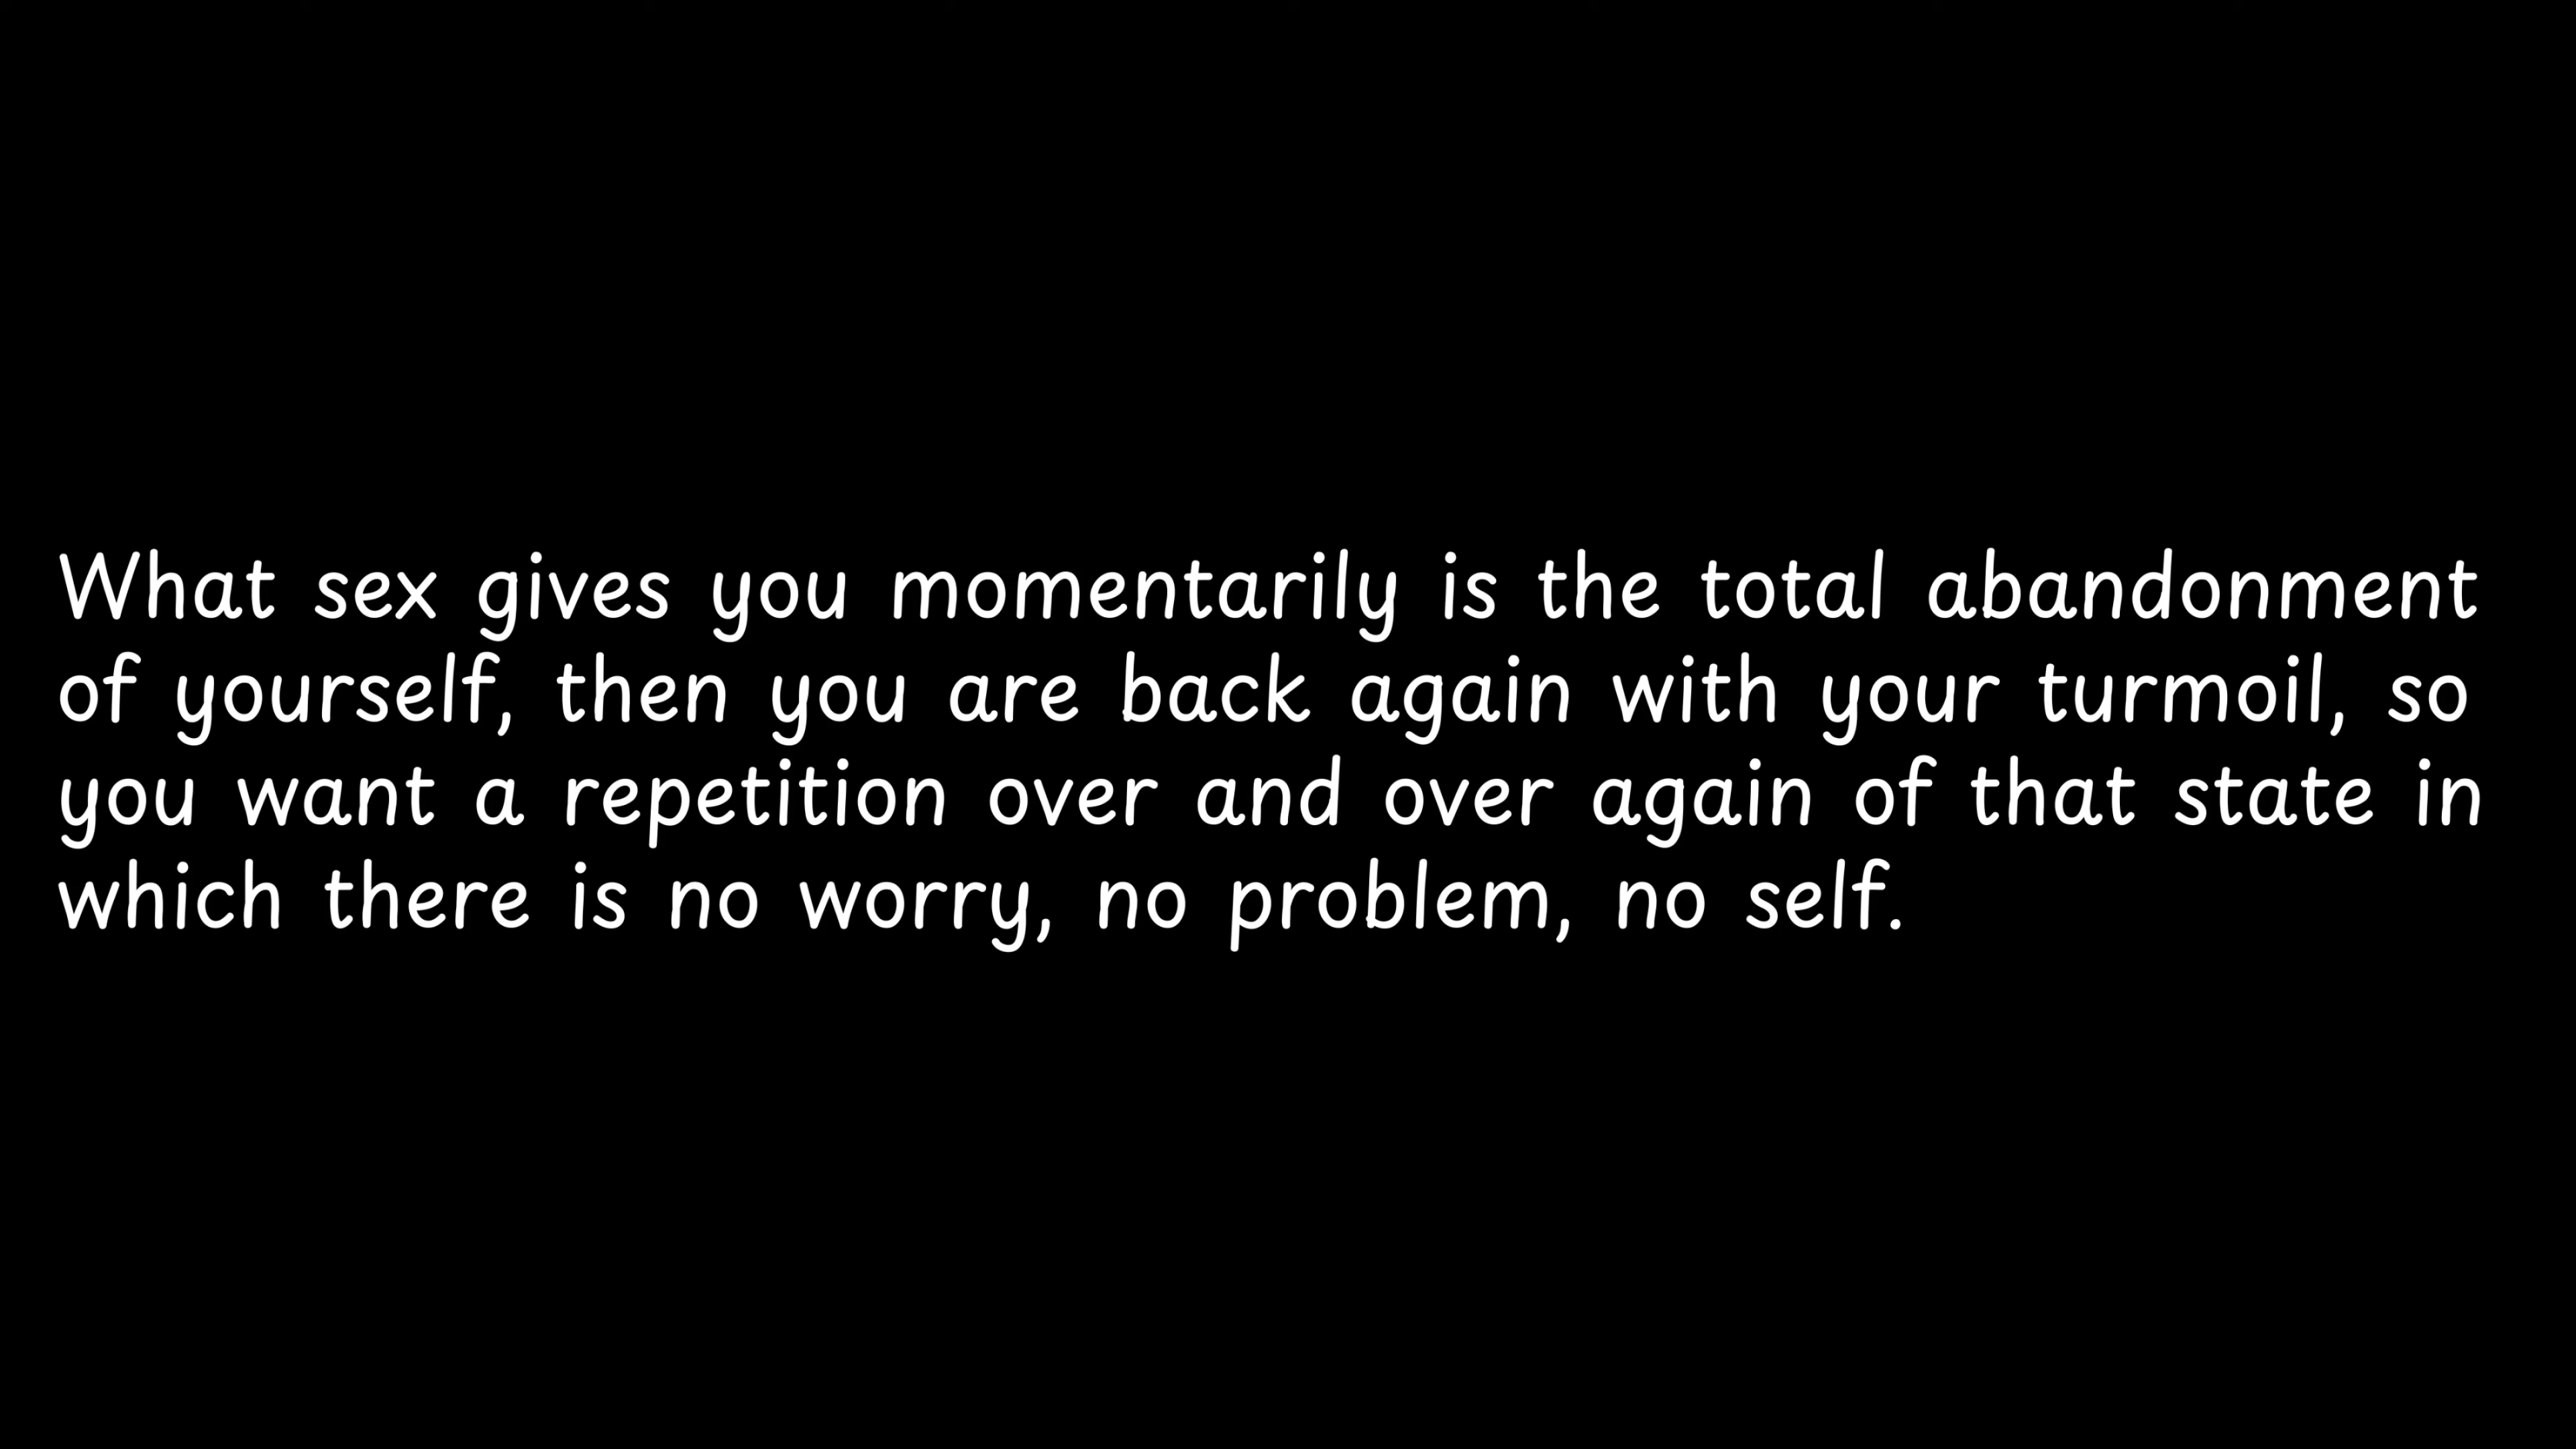 What sex gives you momentarily is the total abandonment
of yourself, then you are back again with your turmoil, so
you want a repetition over and over again of that state in
which there is no worry, no problem, no self.